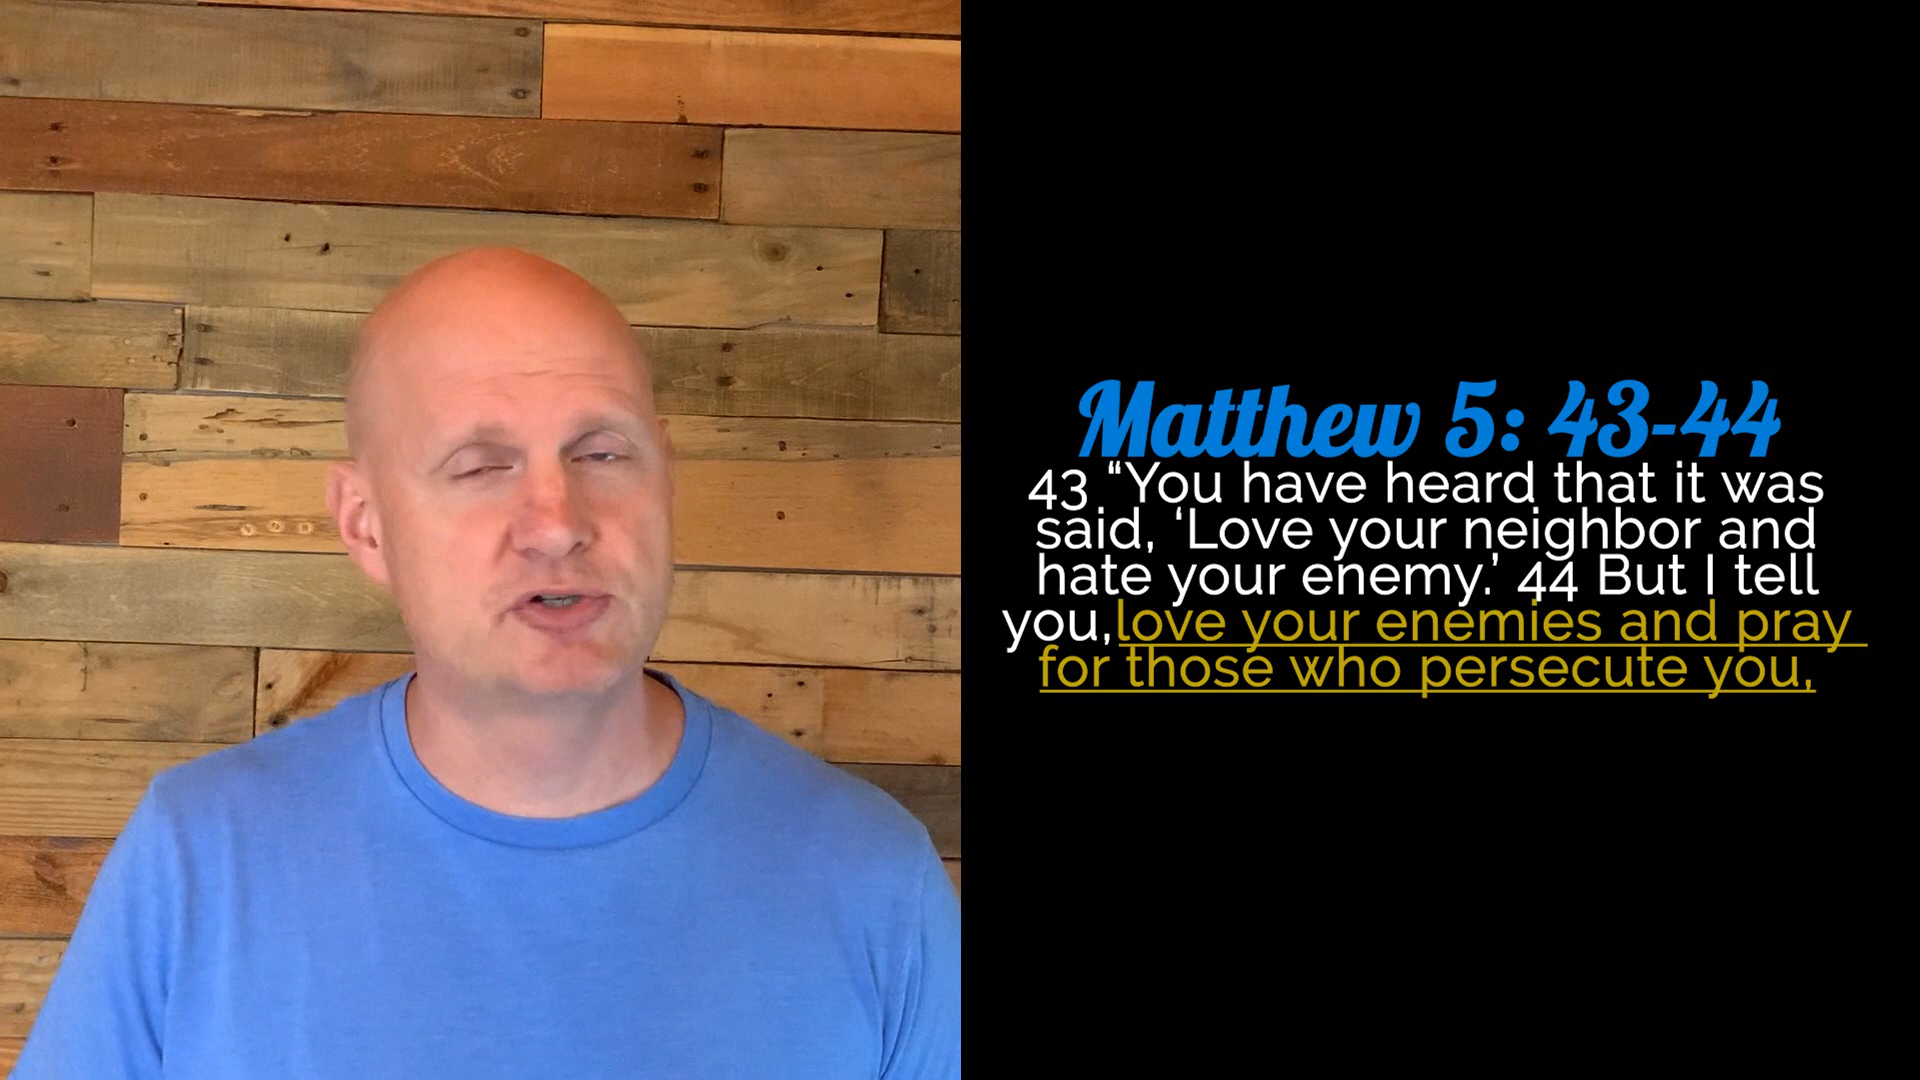 Matthew 5: 43-44
43 “You have heard that it was
said, ‘Love your neighbor and
hate your enemy.’ 44 But I tell
you,love your enemies and pray
for those who persecute you,